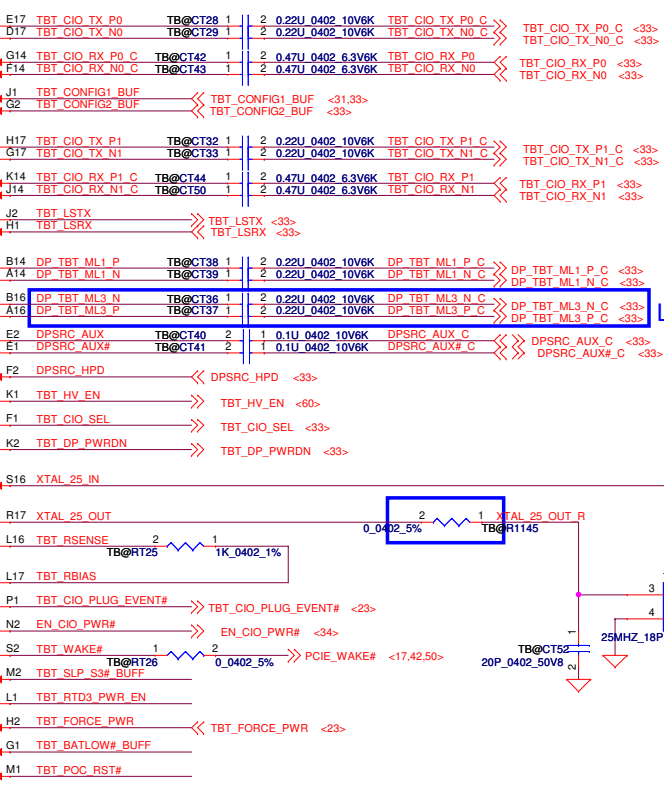 E17 TBT_CIO_TX_P0 TB@CT28 1 2 0.22U_0402_10V6K TBT_CIO_TX_P0_C TBT_CIO_TX_P0_C <33>
D17 TBT_CIO_TX_N0 TB@CT29 1 2 0.22U_0402_10V6K TBT_CIO_TX_N0_C TBT_CIO_TX_N0_C <33>
G14 TBT_CIO_RX_P0_C TB@CT42 1 2 0.47U_0402_6.3V6K TBT_CIO_RX_P0 TBT_CIO_RX_P0 <33>
F14 TBT_CIO_RX_N0_C TB@CT43 1 2 0.47U_0402_6.3V6K TBT_CIO_RX_N0 TBT_CIO_RX_N0 <33>
J1 TBT_CONFIG1_BUF TBT_CONFIG1_BUF <31,33>
G2 TBT_CONFIG2_BUF TBT_CONFIG2_BUF <33>
H17 TBT_CIO_TX_P1 TB@CT32 1 2 0.22U_0402_10V6K TBT_CIO_TX_P1_C TBT_CIO_TX_P1_C <33>
G17 TBT_CIO_TX_N1 TB@CT33 1 2 0.22U_0402_10V6K TBT_CIO_TX_N1_C TBT_CIO_TX_N1_C <33>
K14 TBT_CIO_RX_P1_C TB@CT44 1 2 0.47U_0402_6.3V6K TBT_CIO_RX_P1 TBT_CIO_RX_P1 <33>
J14 TBT_CIO_RX_N1_C TB@CT50 1 2 0.47U_0402_6.3V6K TBT_CIO_RX_N1 TBT_CIO_RX_N1 <33>
J2 TBT_LSTX TBT_LSTX <33>
H1 TBT_LSRX TBT_LSRX <33>
B14 DP_TBT_ML1_P TB@CT38 1 2 0.22U_0402_10V6K DP_TBT_ML1_P_C DP_TBT_ML1_P_C <33>
A14 DP_TBT_ML1_N TB@CT39 1 2 0.22U_0402_10V6K DP_TBT_ML1_N_C DP_TBT_ML1_N_C <33>
B16 DP_TBT_ML3_N TB@CT36 1 2 0.22U_0402_10V6K DP_TBT_ML3_N_C DP_TBT_ML3_N_C <33>
A16 DP_TBT_ML3_P TB@CT37 1 2 0.22U_0402_10V6K DP_TBT_ML3_P_C DP_TBT_ML3_P_C <33>
E2 DPSRC_AUX TB@CT40 2 1 0.1U_0402_10V6K DPSRC_AUX_C DPSRC_AUX_C <33>
E1 DPSRC_AUX# TB@CT41 2 1 0.1U_0402_10V6K DPSRC_AUX#_C DPSRC_AUX#_C <33>
F2 DPSRC_HPD DPSRC_HPD <33>
K1 TBT_HV_EN TBT_HV_EN <60>
F1 TBT_CIO_SEL TBT_CIO_SEL <33>
K2 TBT_DP_PWRDN TBT_DP_PWRDN <33>
S16 XTAL_25_IN
R17 XTAL_25_OUT 2 1 XTAL_25_OUT_R
0_0402_5% TB@R1145
L16 TBT_RSENSE 2 1
TB@RT25 1K_0402_1%
L17 TBT_RBIAS
3
P1 TBT_CIO_PLUG_EVENT# TBT_CIO_PLUG_EVENT# <23>
4
N2 EN_CIO_PWR# EN_CIO_PWR# <34>
1 25MHZ_18P
S2 TBT_WAKE# 1 2 PCIE_WAKE# <17,42,50>
TB@CT52
TB@RT26 0_0402_5% 20P_0402_50V8
2
M2 TBT_SLP_S3#_BUFF
L1 TBT_RTD3_PWR_EN
H2 TBT_FORCE_PWR TBT_FORCE_PWR <23>
G1 TBT_BATLOW#_BUFF
M1 TBT_POC_RST#